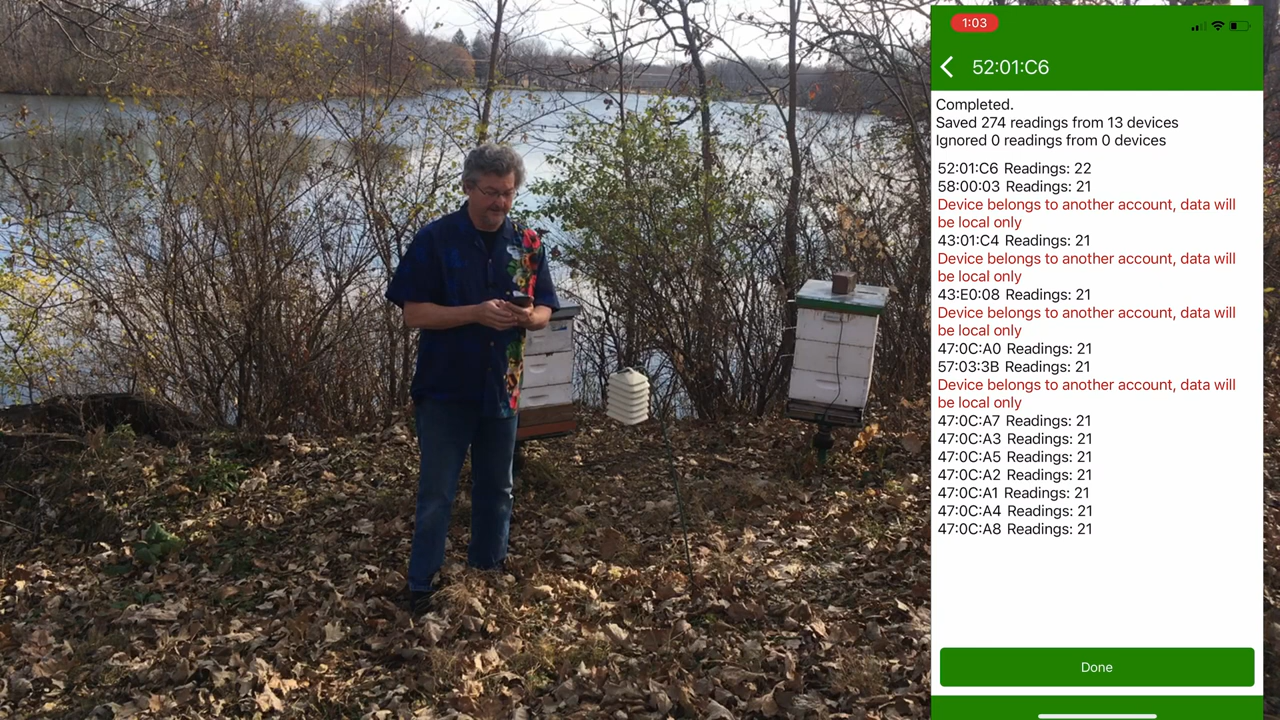 1:03
52:01:C6
Completed.
Saved 274 readings from 13 devices
Ignored 0 readings from 0 devices
52:01:C6 Readings: 22
58:00:03 Readings: 21
Device belongs to another account, data will
be local only
43:01:C4 Readings: 21
Device belongs to another account, data will
be local only
43:E0:08 Readings: 21
Device belongs to another account, data will
be local only
47:0C:A0 Readings: 21
57:03:3B Readings: 21
Device belongs to another account, data will
be local only
47:0C:A7 Readings: 21
47:0C:A3 Readings: 21
47:0C:A5 Readings: 21
47:0C:A2 Readings: 21
47:0C:A1 Readings: 21
47:0C:A4 Readings: 21
47:0C:A8 Readings: 21
Done